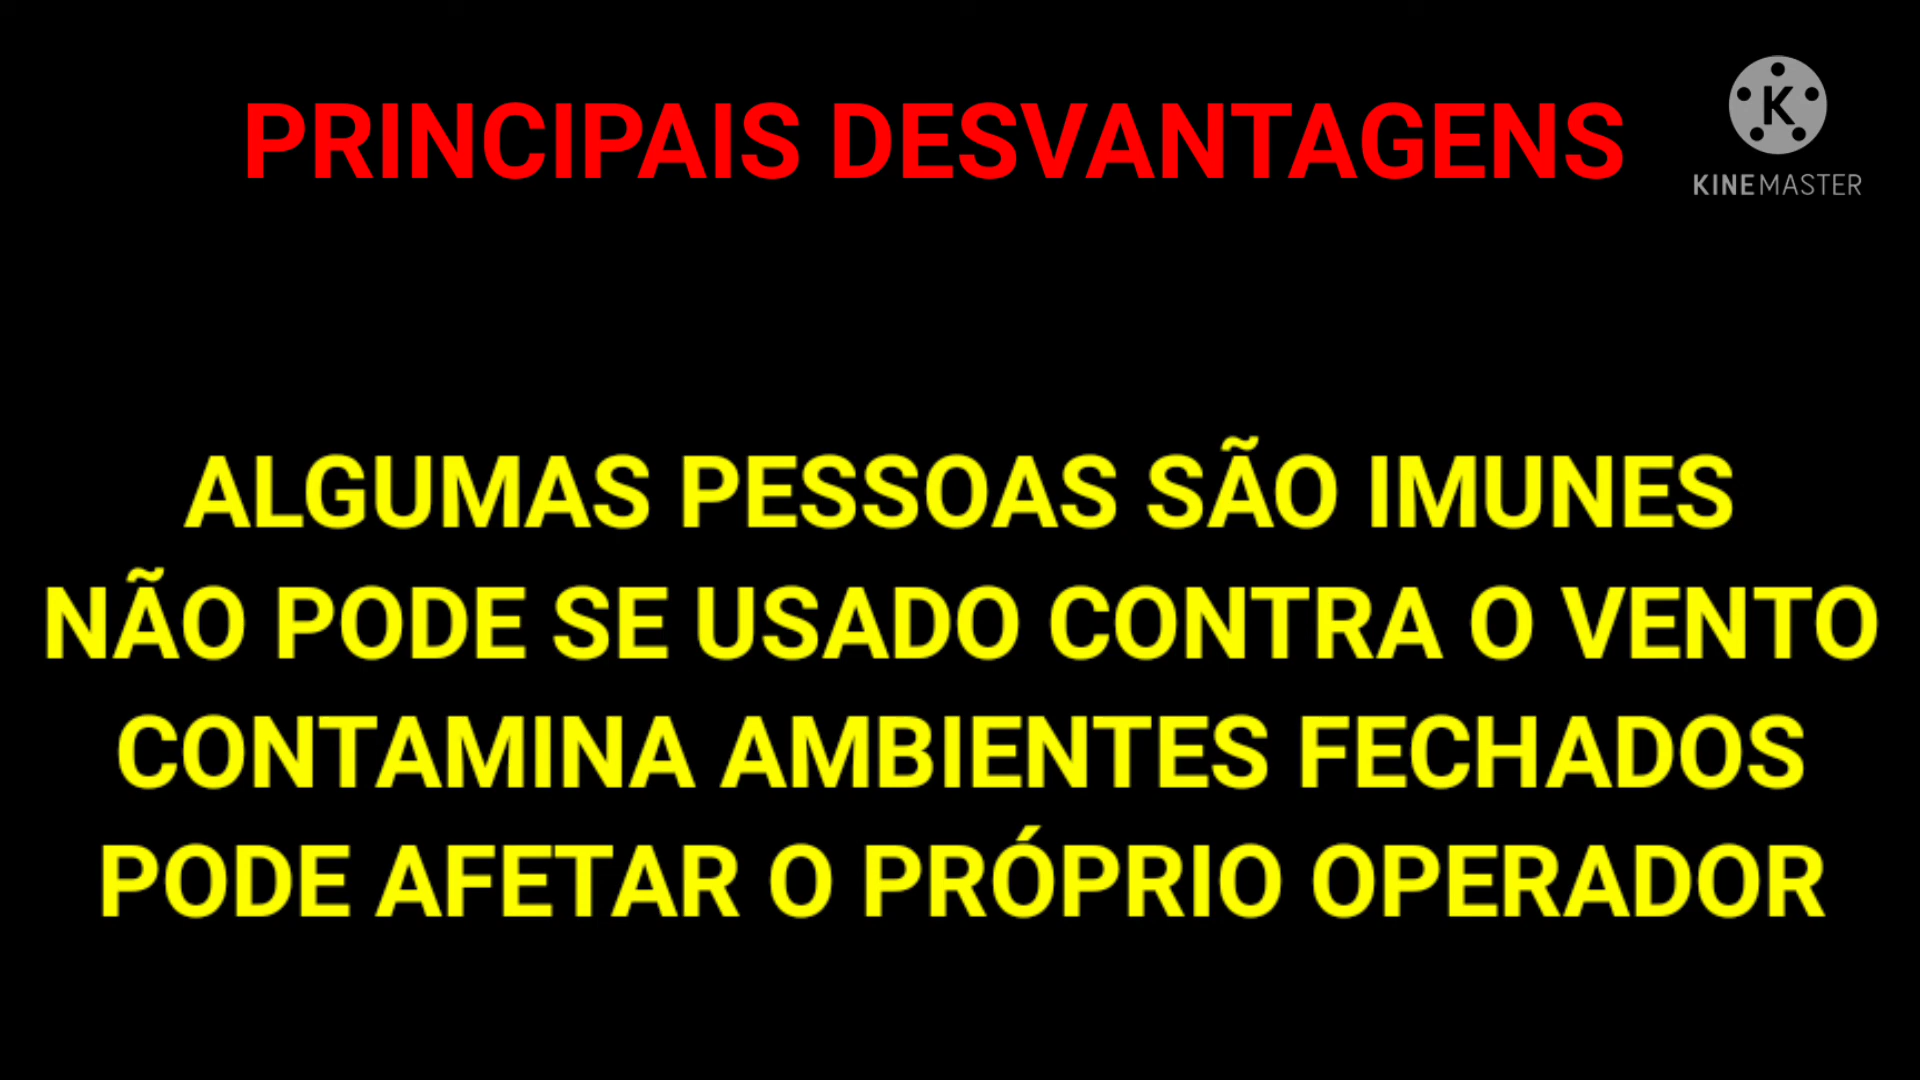 PRINCIPAIS DESVANTAGENS
K
KINEMASTER
ALGUMAS PESSOAS SÃO IMUNES
NÃO PODE SE USADO CONTRA O VENTO
CONTAMINA AMBIENTES FECHADOS
PODE AFETAR O PRÓPRIO OPERADOR